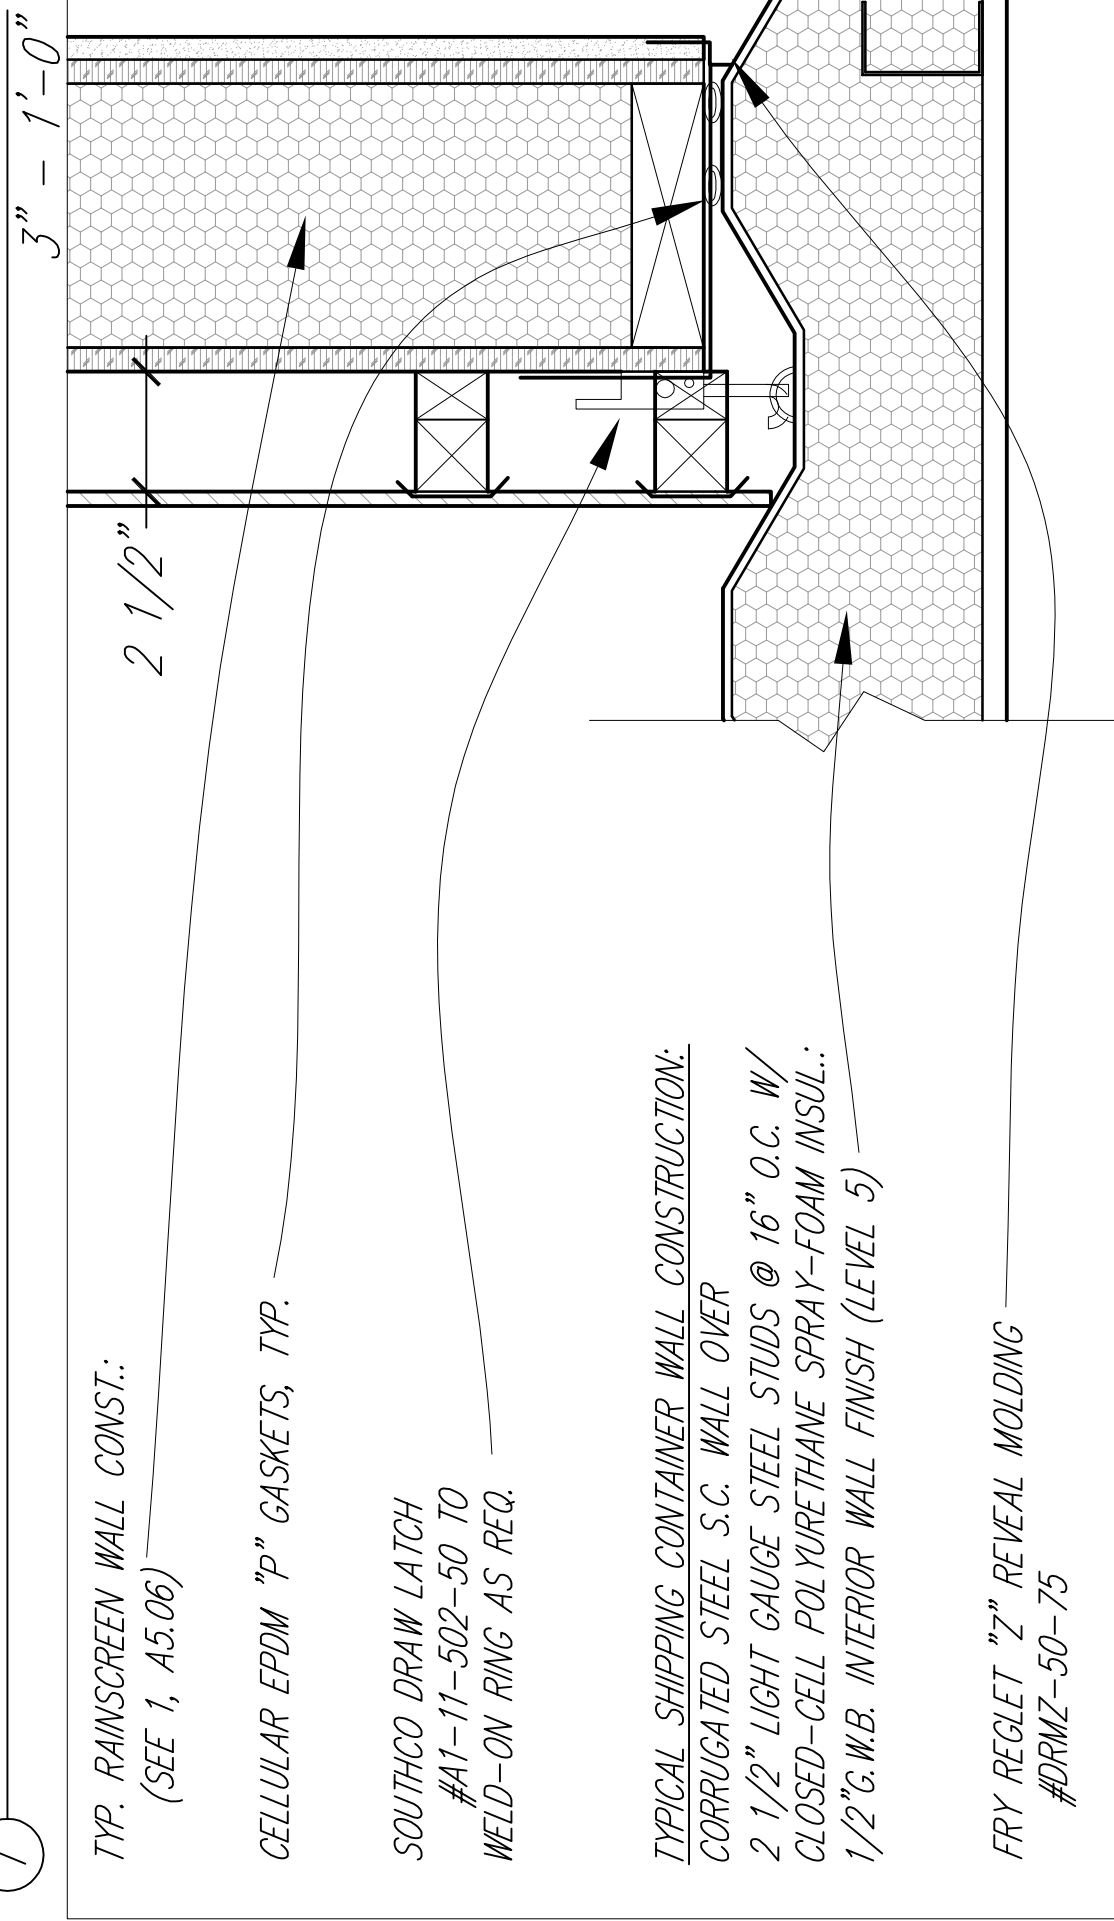 3" - 1'-0"
2 1/2"
TYP. RAINSCREEN WALL CONST.:
(SEE 1, A5.06)
CELLULAR EPDM "P" GASKETS, TYP.
SOUTHCO DRAW LATCH
#A1-11-502-50 TO
WELD-ON RING AS REQ.
TYPICAL SHIPPING CONTAINER WALL CONSTRUCTION:
CORRUGATED STEEL S.C. WALL OVER
2 1/2" LIGHT GAUGE STEEL STUDS @ 16" O.C. W/
CLOSED-CELL POLYURETHANE SPRAY-FOAM INSUL.:
1/2"G.W.B. INTERIOR WALL FINISH (LEVEL 5)
FRY REGLET "Z" REVEAL MOLDING
#DRMZ-50-75